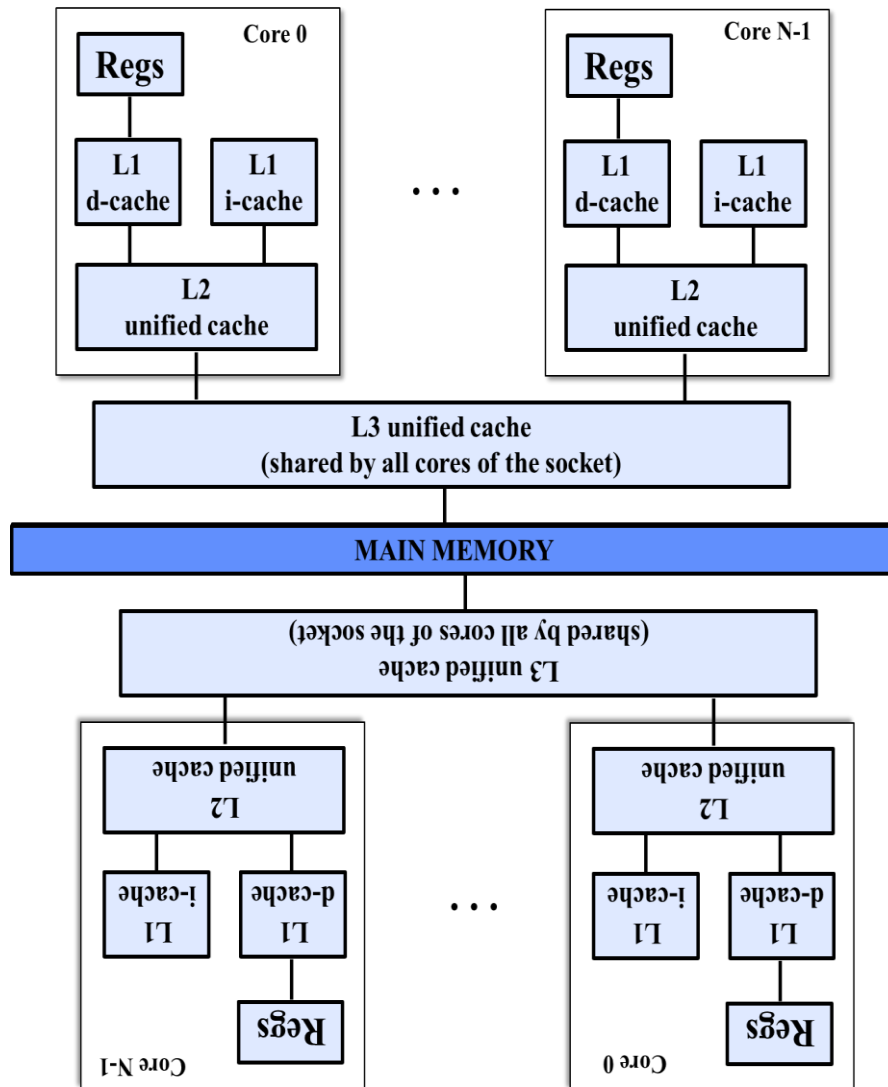 Core 0
Regs
L1
d-cache
L1
i-cache
L2
unified cache
. . .
Core N-1
Regs
L1
d-cache
L1
i-cache
L2
unified cache
L3 unified cache
(shared by all cores of the socket)
MAIN MEMORY
L3 unified cache
(shared by all cores of the socket)
L2
unified cache
L1
i-cache
L1
d-cache
Regs
Core N-1
. . .
L2
unified cache
L1
i-cache
L1
d-cache
Regs
Core 0